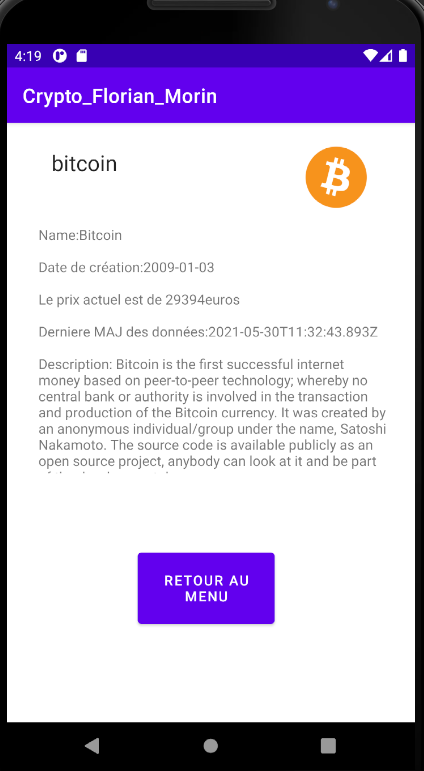 4:19
Crypto_Florian_Morin
bitcoin
Name:Bitcoin
Date de création:2009-01-03
Le prix actuel est de 29394euros
Derniere MAJ des données:2021-05-30T11:32:43.893Z
Description: Bitcoin is the first successful internet
money based on peer-to-peer technology; whereby no
central bank or authority is involved in the transaction
and production of the Bitcoin currency. It was created by
an anonymous individual/group under the name, Satoshi
Nakamoto. The source code is available publicly as an
open source project, anybody can look at it and be part
RETOUR AU
MENU